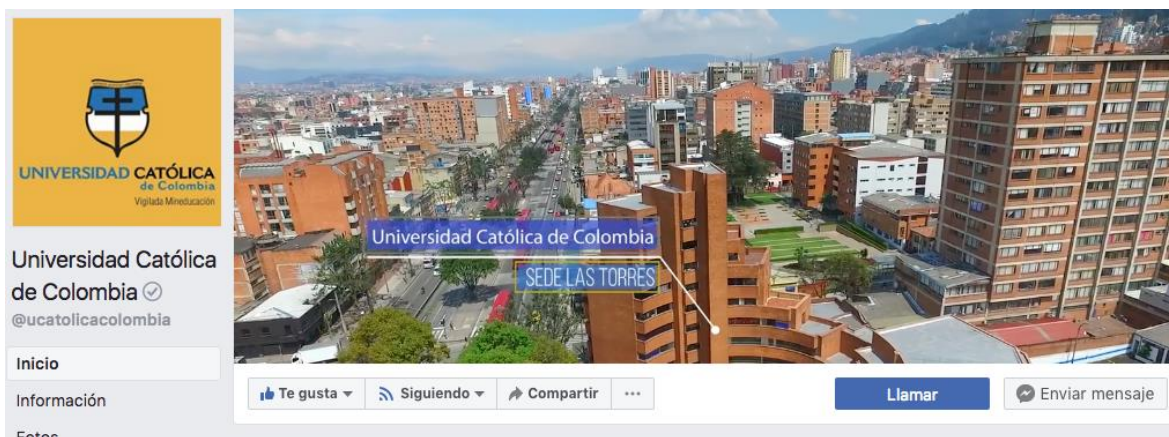 UNIVERSIDAD CATÓLICA
de Colombia
Vigilada Mineducación
Universidad Católica
de Colombia
@ucatolicacolombia
Inicio
Información
Fotos
Universidad Católica de Colombia
SEDE LAS TORRES
Te gusta
Siguiendo
Compartir
Llamar
Enviar mensaje